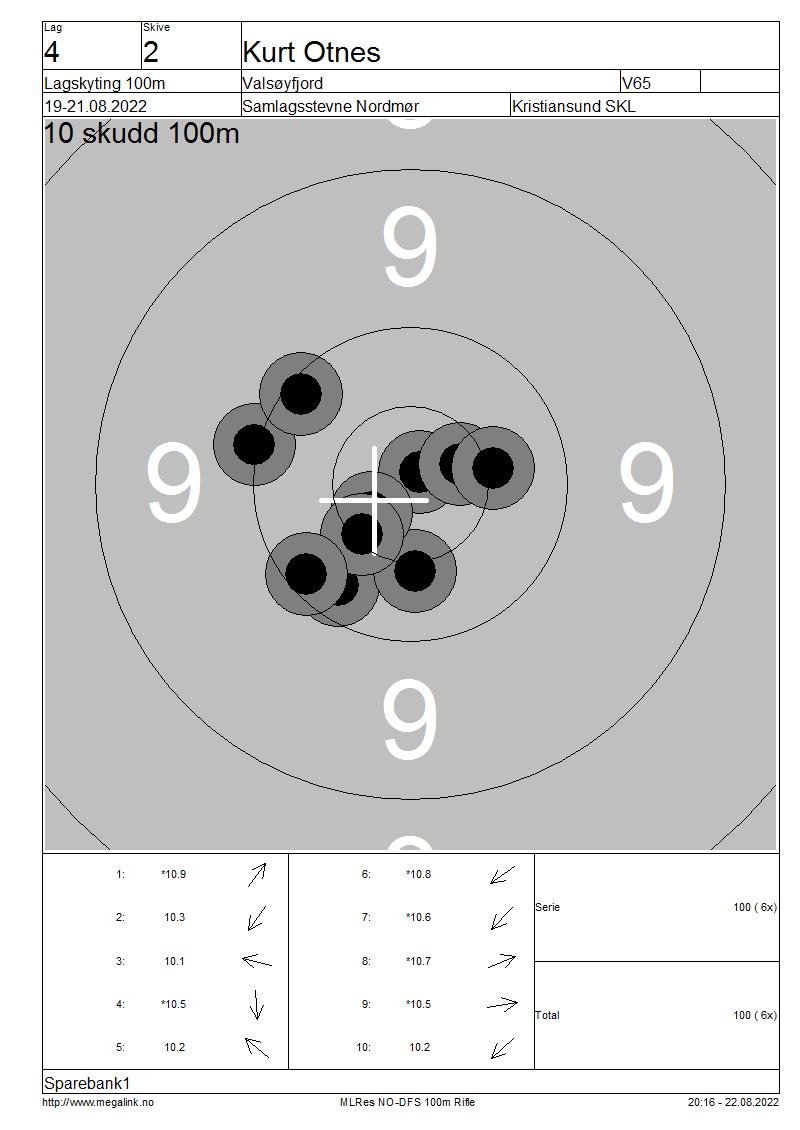 Lag Skive
4 2 Kurt Otnes
Lagskyting 100m Valsøyfjord V65
19-21.08.2022 Samlagsstevne Nordmør Kristiansund SKL
10 skudd 100m
9
9 9
9
1: *10.9 6: *10.8
2: 10.3 7: *10.6
Serie 100 ( 6x)
3: 10.1 8: *10.7
4: *10.5 9: *10.5
Total 100 ( 6x)
5: 10.2 10: 10.2
Sparebank1
http://www.megalink.no MLRes NO-DFS 100m Rifle 20:16 - 22.08.2022